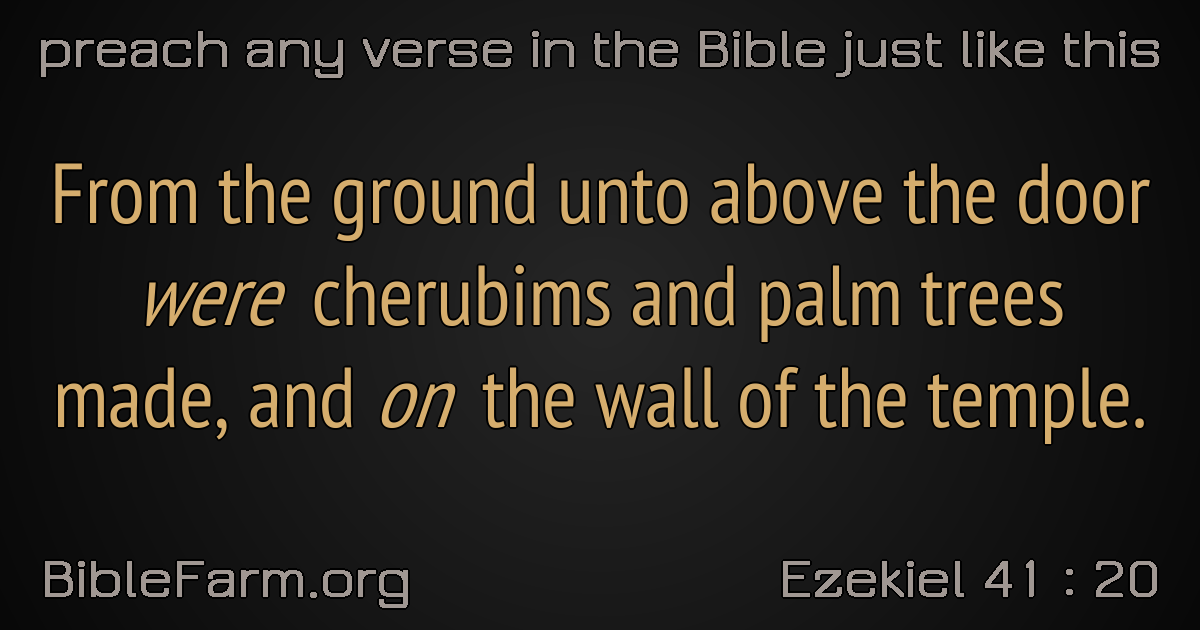 preach any verse in the Bible just like this
From the ground unto above the door
were cherubims and palm trees
made, and on the wall of the temple.
BibleFarm.org
Ezekiel 41 : 20